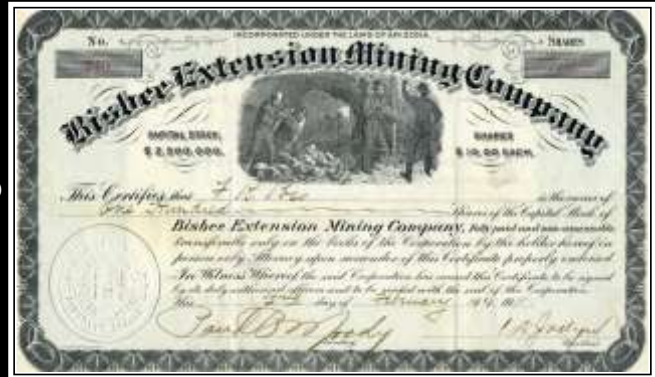 INCORPORATED UNDER THE LAWS OF ARIZONA
No. SHARES
Bisbee Extension Mining Company
CAPITAL STOCK, SHARES
$2,500,000. $10.00 EACH.
This Certifies that is the owner of
One Hundred Shares of the Capital Stock of
Bisbee Extension Mining Company, fully paid and non-assessable
transferable only on the books of the Corporation by the holder hereof in
person or by Attorney upon surrender of this Certificate properly endorsed.
In Witness Whereof the said Corporation has caused this Certificate to be signed
by its duly authorized officers and to be sealed with the seal of the Corporation
this day of February